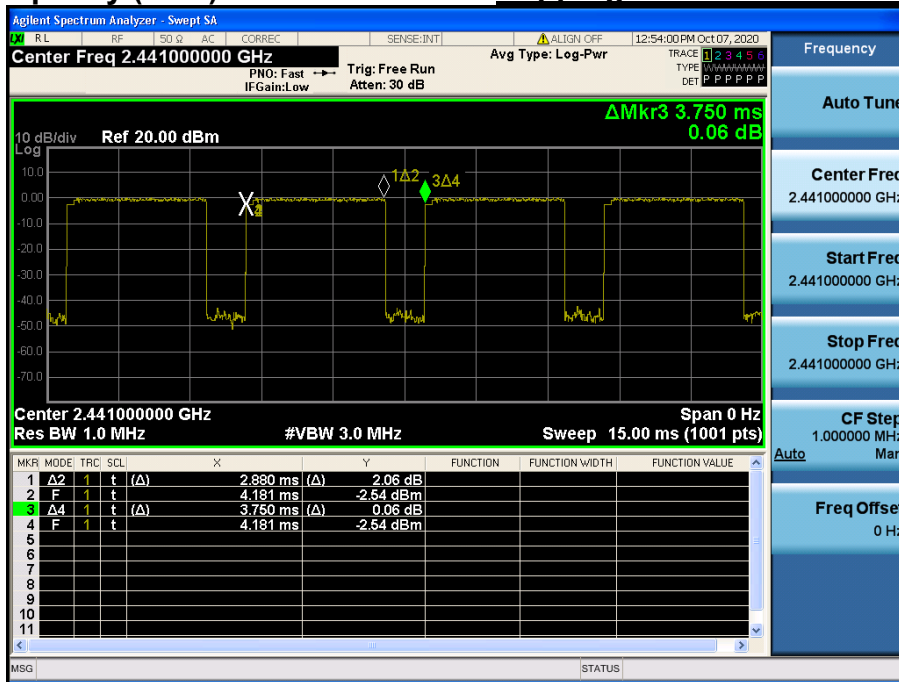 Agilent Spectrum Analyzer - Swept SA
LXI RL RF 50 Ω AC CORREC SENSE:INT ALIGN OFF 12:54:00 PM Oct 07, 2020
Center Freq 2.441000000 GHz
PNO: Fast
IFGain:Low
Trig: Free Run
Atten: 30 dB
Avg Type: Log-Pwr
TRACE 1 2 3 4 5 6
TYPE WWWWWW
DET P P P P P P
Frequency
ΔMkr3 3.750 ms
0.06 dB
10 dB/div Ref 20.00 dBm
Log
10.0
0.00
-10.0
-20.0
-30.0
-40.0
-50.0
-60.0
-70.0
1Δ2
3Δ4
X
Center 2.441000000 GHz Span 0 Hz
Res BW 1.0 MHz #VBW 3.0 MHz Sweep 15.00 ms (1001 pts)
MKR MODE TRC SCL X Y FUNCTION FUNCTION WIDTH FUNCTION VALUE
1 Δ2 1 t (Δ) 2.880 ms (Δ) 2.06 dB
2 F 1 t 4.181 ms -2.54 dBm
3 Δ4 1 t (Δ) 3.750 ms (Δ) 0.06 dB
4 F 1 t 4.181 ms -2.54 dBm
5
6
7
8
9
10
11
MSG STATUS
Auto Tune
Center Freq
2.441000000 GHz
Start Freq
2.441000000 GHz
Stop Freq
2.441000000 GHz
CF Step
1.000000 MHz
Auto Man
Freq Offset
0 Hz